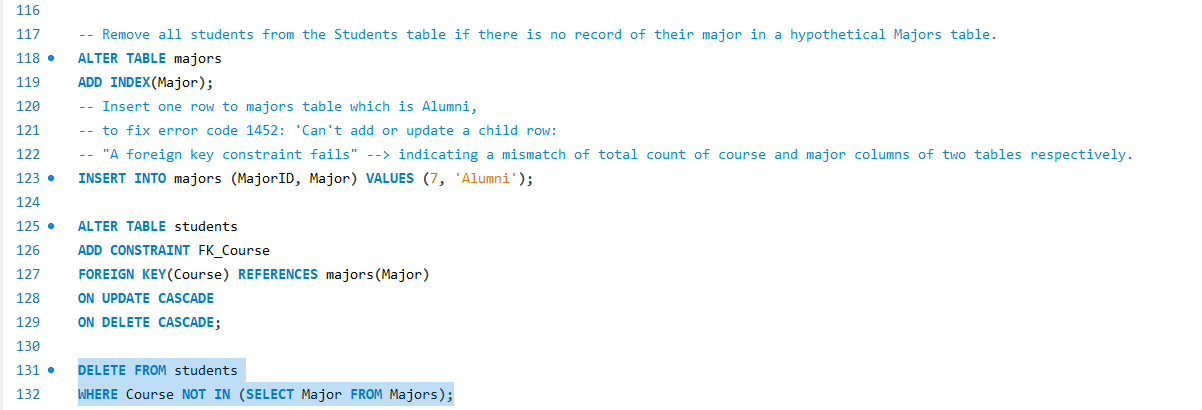 116
117 -- Remove all students from the Students table if there is no record of their major in a hypothetical Majors table.
118 ALTER TABLE majors
119 ADD INDEX(Major);
120 -- Insert one row to majors table which is Alumni,
121 -- to fix error code 1452: 'Can't add or update a child row:
122 -- "A foreign key constraint fails" --> indicating a mismatch of total count of course and major columns of two tables respectively.
123 INSERT INTO majors (MajorID, Major) VALUES (7, 'Alumni');
124
125 ALTER TABLE students
126 ADD CONSTRAINT FK_Course
127 FOREIGN KEY(Course) REFERENCES majors(Major)
128 ON UPDATE CASCADE
129 ON DELETE CASCADE;
130
131 DELETE FROM students
132 WHERE Course NOT IN (SELECT Major FROM Majors);